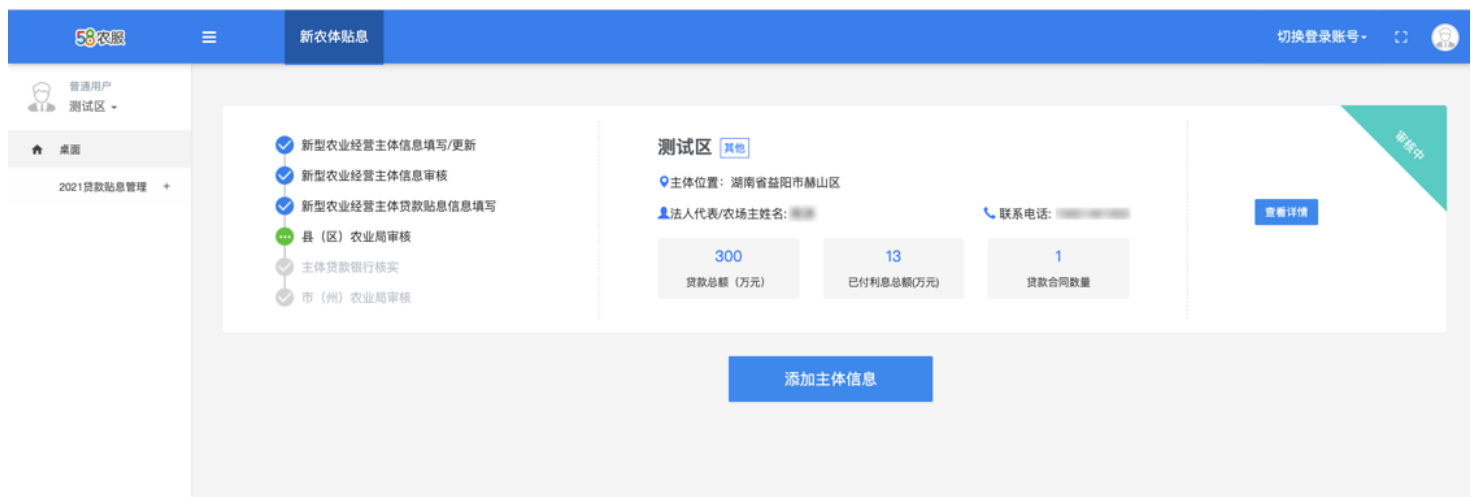 58农服
新农体贴息
切换登录账号
普通用户
测试区
桌面
2021贷款贴息管理 +
新型农业经营主体信息填写/更新
新型农业经营主体信息审核
新型农业经营主体贷款贴息信息填写
县（区）农业局审核
主体贷款银行核实
市（州）农业局审核
测试区 其他
主体位置：湖南省益阳市赫山区
法人代表/农场主姓名:
联系电话:
300
贷款总额（万元）
13
已付利息总额(万元)
1
贷款合同数量
查看详情
审核中
添加主体信息